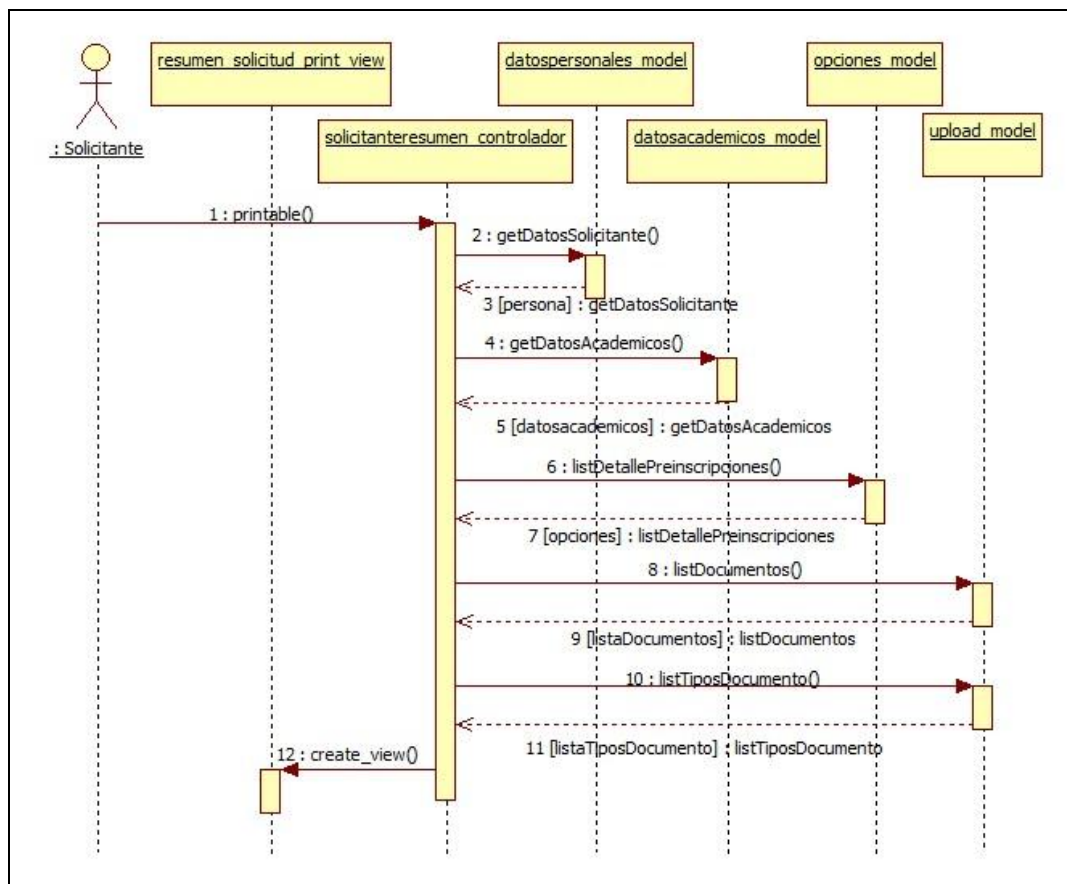 resumen_solicitud_print_view
datospersonales_model
opciones_model
solicitanteresumen_controlador
datosacademicos_model
upload_model
: Solicitante
1 : printable()
2 : getDatosSolicitante()
3 [persona] : getDatosSolicitante
4 : getDatosAcademicos()
5 [datosacademicos] : getDatosAcademicos
6 : listDetallePreinscripciones()
7 [opciones] : listDetallePreinscripciones
8 : listDocumentos()
9 [listaDocumentos] : listDocumentos
10 : listTiposDocumento()
11 [listaTiposDocumento] : listTiposDocumento
12 : create_view()